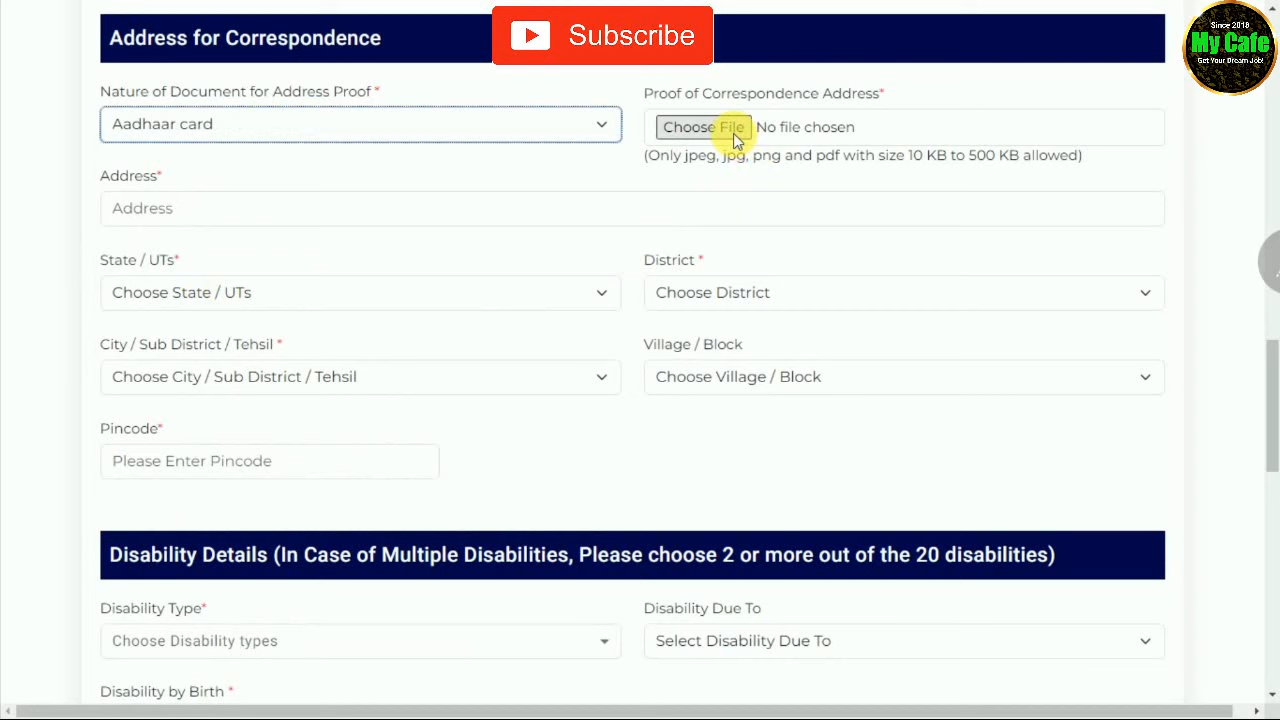 Address for Correspondence
Subscribe
Since 2018
My Cafe
Get Your Dream Job!
Nature of Document for Address Proof *
Proof of Correspondence Address*
Aadhaar card
Choose File No file chosen
(Only jpeg, jpg, png and pdf with size 10 KB to 500 KB allowed)
Address*
Address
State / UTs*
District *
Choose State / UTs
Choose District
City / Sub District / Tehsil *
Village / Block
Choose City / Sub District / Tehsil
Choose Village / Block
Pincode*
Please Enter Pincode
Disability Details (In Case of Multiple Disabilities, Please choose 2 or more out of the 20 disabilities)
Disability Type*
Disability Due To
Choose Disability types
Select Disability Due To
Disability by Birth *